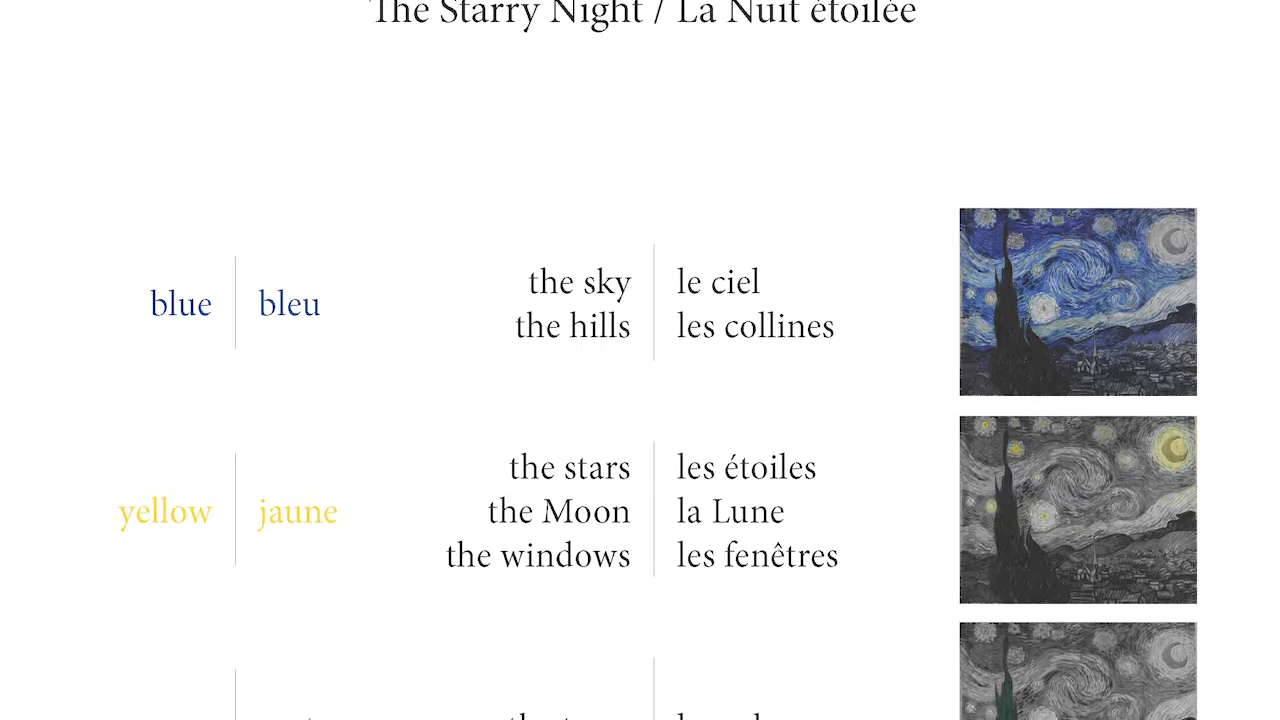 The Starry Night / La Nuit étoilée
blue bleu
the sky le ciel
the hills les collines
yellow jaune
the stars les étoiles
the Moon la Lune
the windows les fenêtres